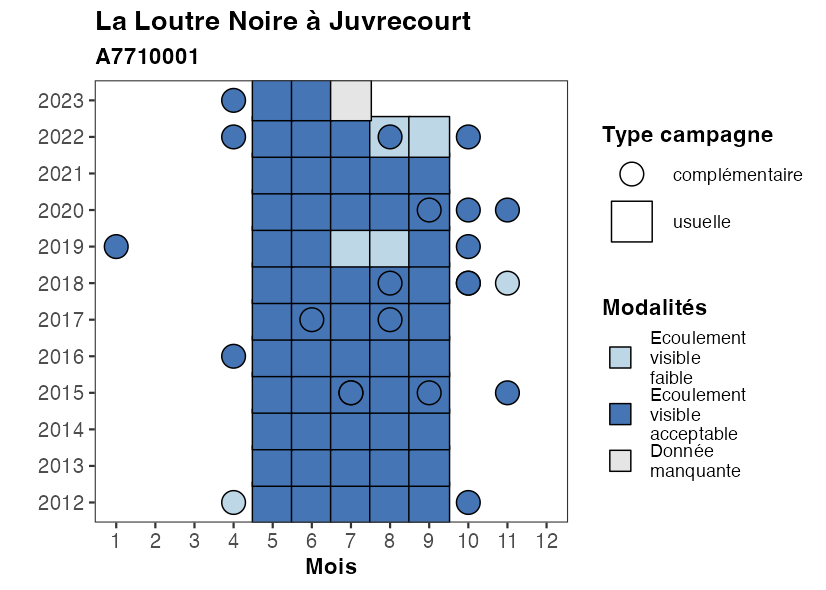 La Loutre Noire à Juvrecourt
A7710001
2023
2022
2021
2020
2019
2018
2017
2016
2015
2014
2013
2012
1 2 3 4 5 6 7 8 9 10 11 12
Mois
Type campagne
complémentaire
usuelle
Modalités
Ecoulement
visible
faible
Ecoulement
visible
acceptable
Donnée
manquante